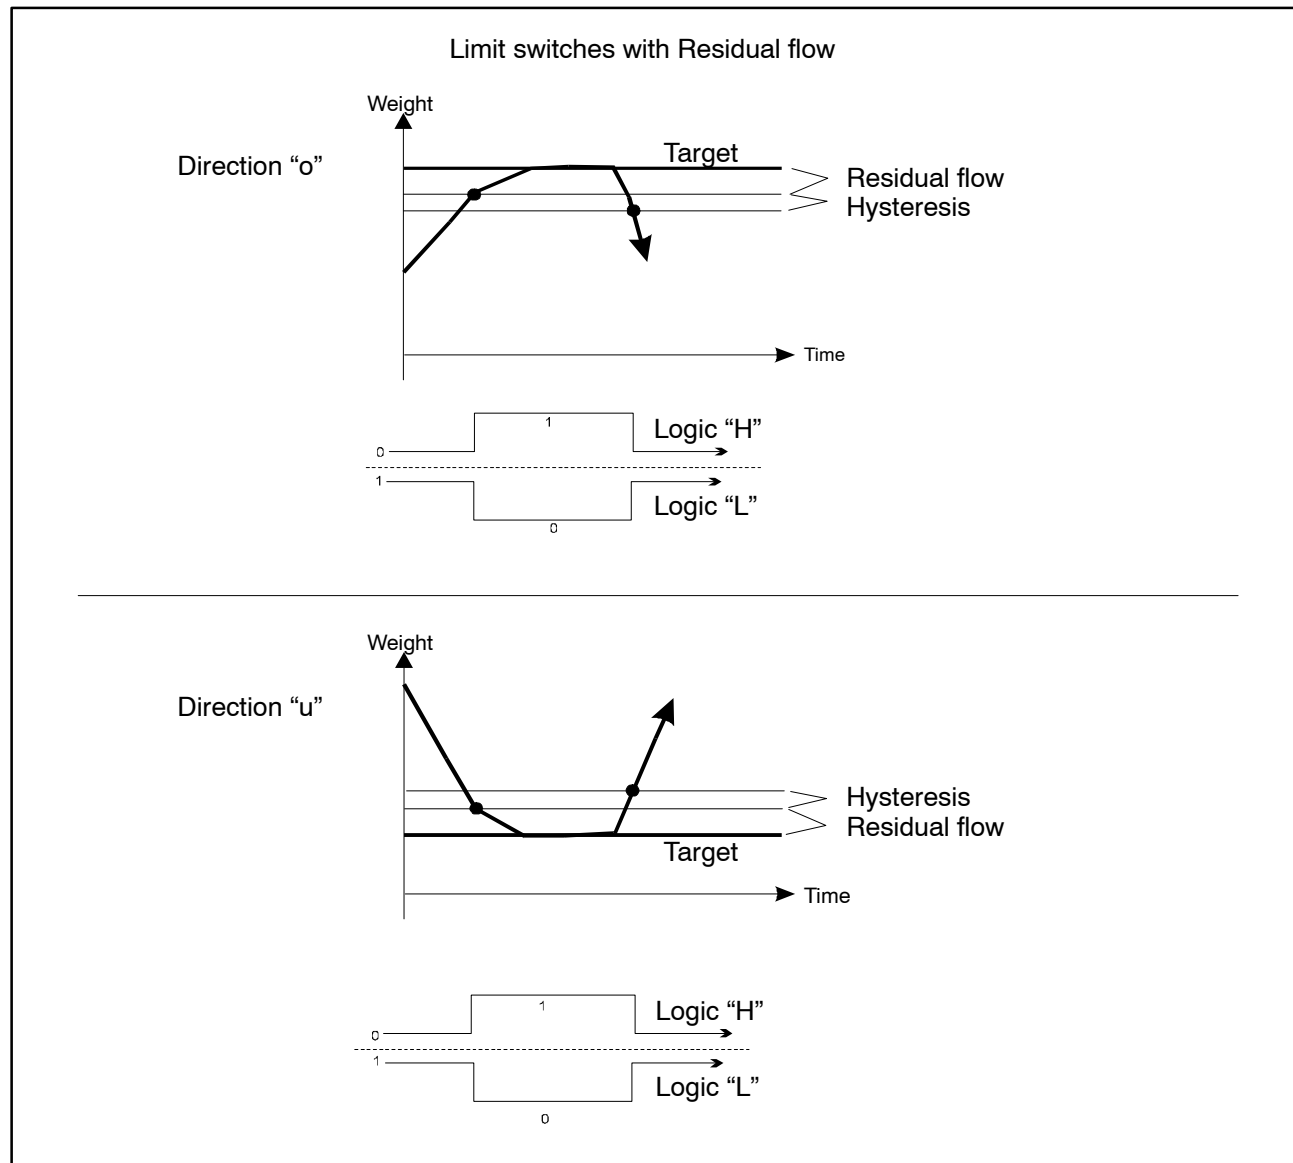 Limit switches with Residual flow
Weight
Direction “o”
Target
Residual flow
Hysteresis
Time
1
Logic “H”
0
1
Logic “L”
0
Weight
Direction “u”
Hysteresis
Residual flow
Target
Time
1
Logic “H”
0
1
Logic “L”
0